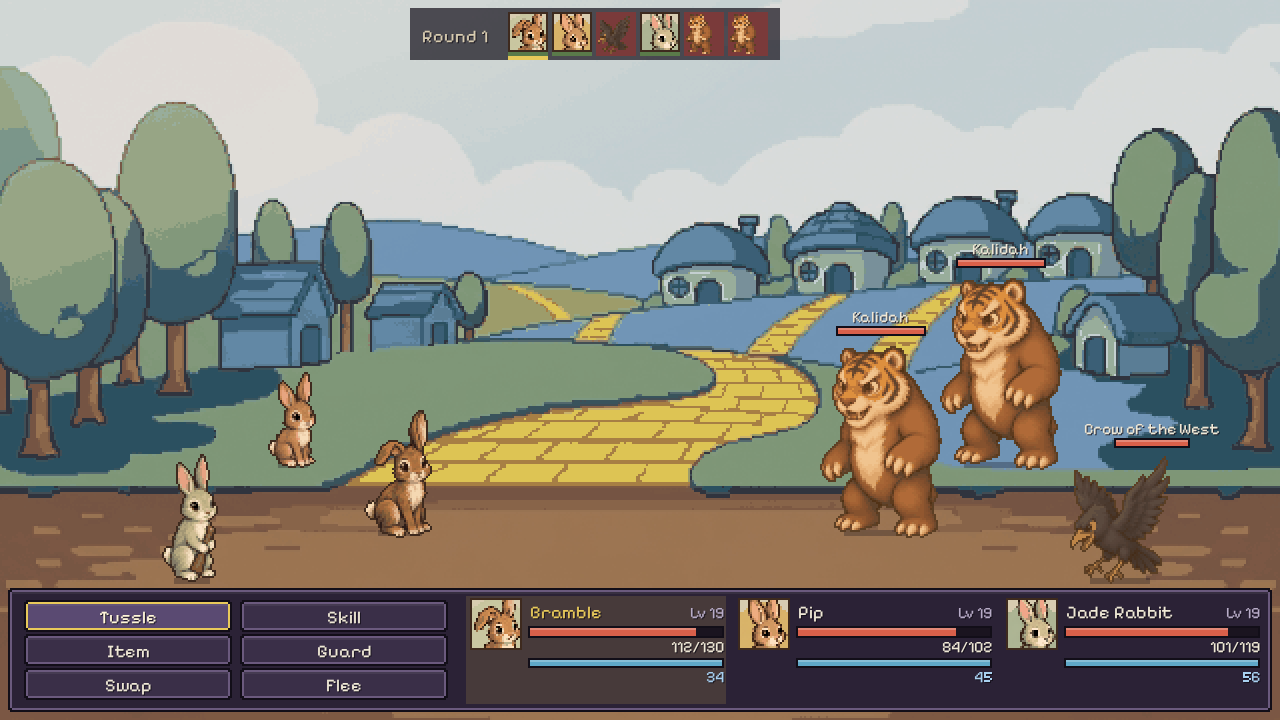 Round 1
Kalidah
Kalidah
Crow of the West
Tussle
Skill
Item
Guard
Swap
Flee
Bramble Lv 19
112/130
34
Pip Lv 19
84/102
45
Jade Rabbit Lv 19
101/119
56